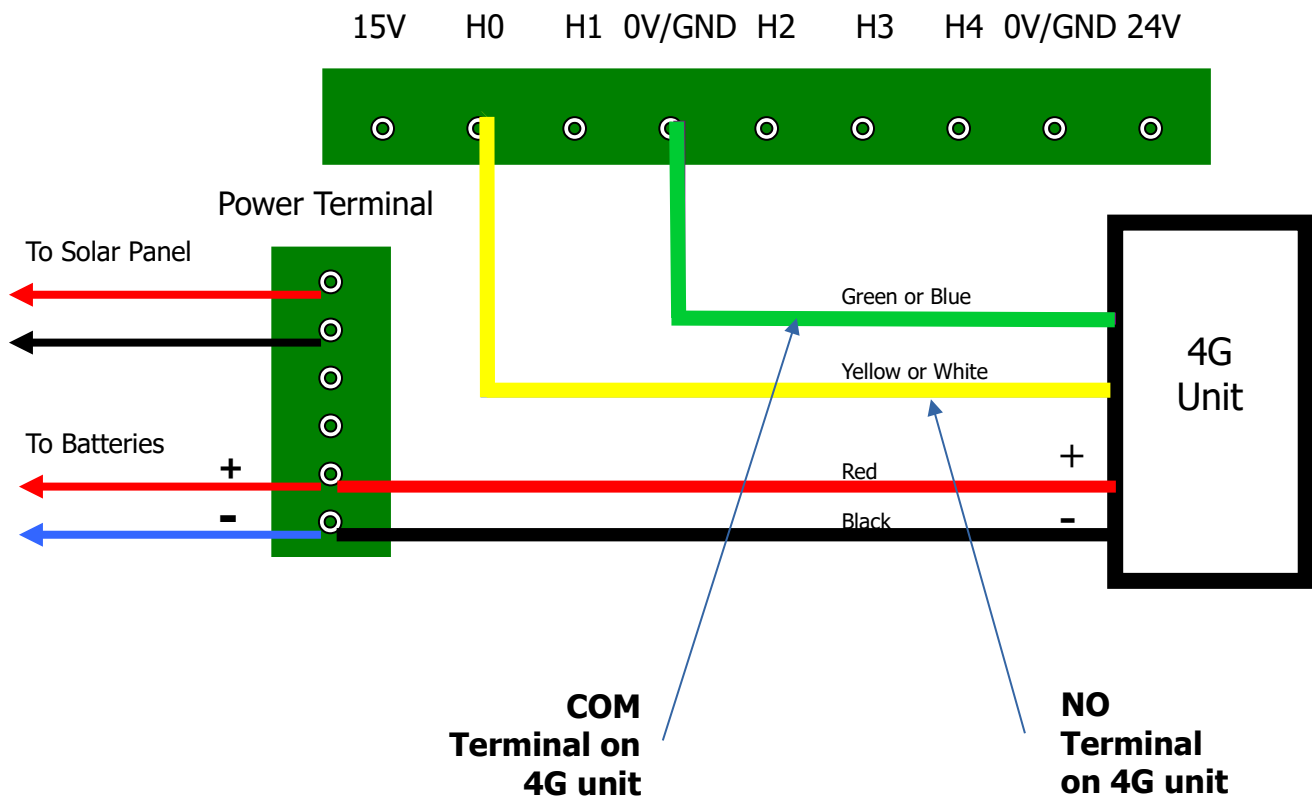 15V H0 H1 0V/GND H2 H3 H4 0V/GND 24V
Power Terminal
To Solar Panel
Green or Blue
4G
Unit
Yellow or White
To Batteries
+
+
Red
-
Black
-
COM
Terminal on
4G unit
NO
Terminal
on 4G unit